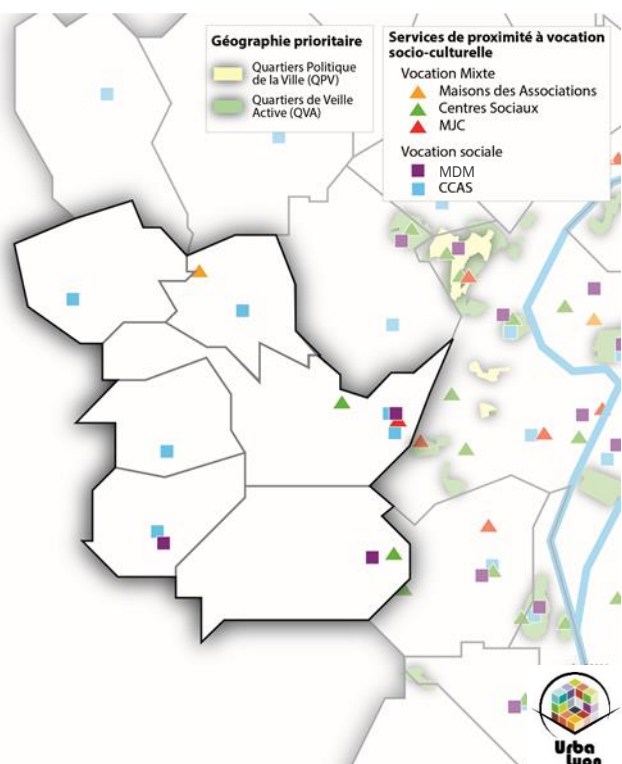 Géographie prioritaire
Quartiers Politique
de la Ville (QPV)
Quartiers de Veille
Active (QVA)
Services de proximité à vocation
socio-culturelle
Vocation Mixte
Maisons des Associations
Centres Sociaux
MJC
Vocation sociale
MDM
CCAS
Urba
Lyon